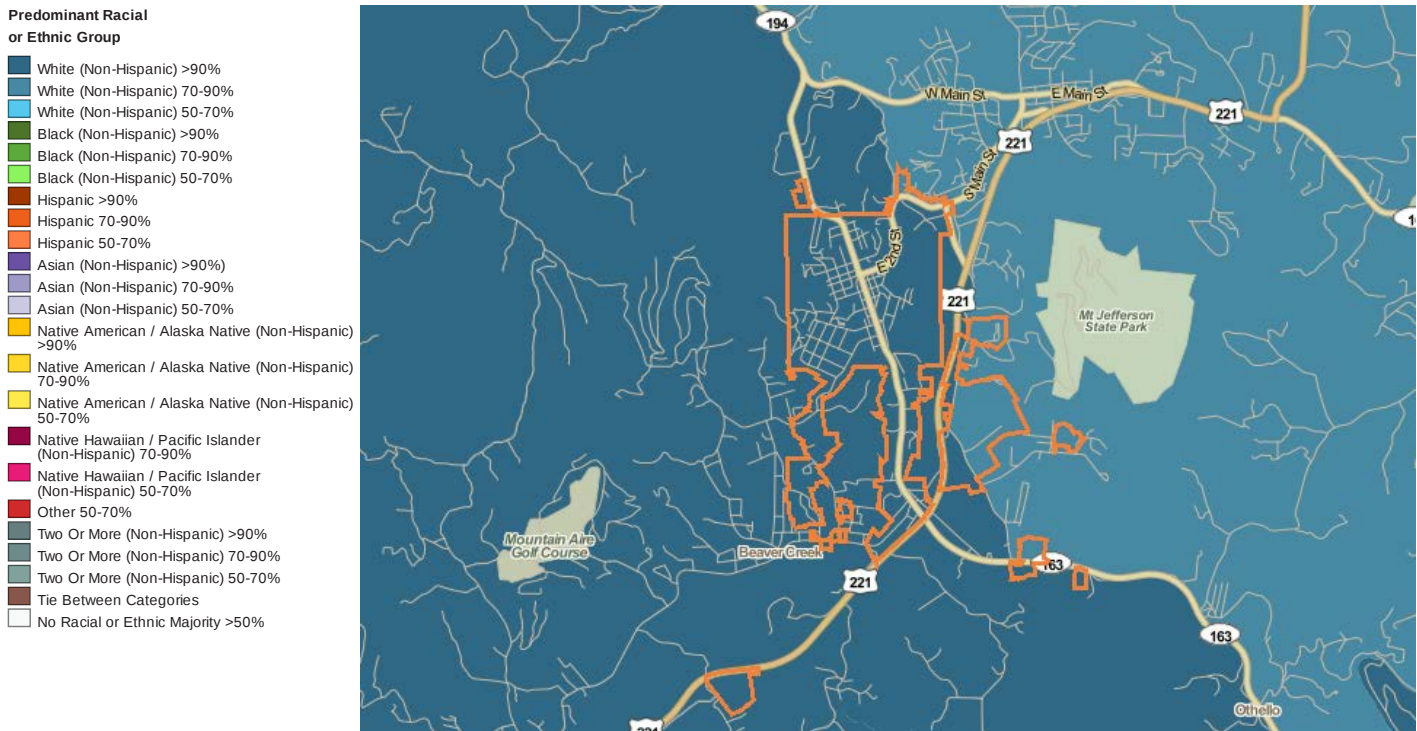 Predominant Racial
or Ethnic Group
White (Non-Hispanic) >90%
White (Non-Hispanic) 70-90%
White (Non-Hispanic) 50-70%
Black (Non-Hispanic) >90%
Black (Non-Hispanic) 70-90%
Black (Non-Hispanic) 50-70%
Hispanic >90%
Hispanic 70-90%
Hispanic 50-70%
Asian (Non-Hispanic) >90%)
Asian (Non-Hispanic) 70-90%
Asian (Non-Hispanic) 50-70%
Native American / Alaska Native (Non-Hispanic)
>90%
Native American / Alaska Native (Non-Hispanic)
70-90%
Native American / Alaska Native (Non-Hispanic)
50-70%
Native Hawaiian / Pacific Islander
(Non-Hispanic) 70-90%
Native Hawaiian / Pacific Islander
(Non-Hispanic) 50-70%
Other 50-70%
Two Or More (Non-Hispanic) >90%
Two Or More (Non-Hispanic) 70-90%
Two Or More (Non-Hispanic) 50-70%
Tie Between Categories
No Racial or Ethnic Majority >50%
194
W Main St
E Main St
221
221
S Main St
E 2nd St
221
Mt Jefferson
State Park
Mountain Aire
Golf Course
Beaver Creek
221
163
163
Othello
221